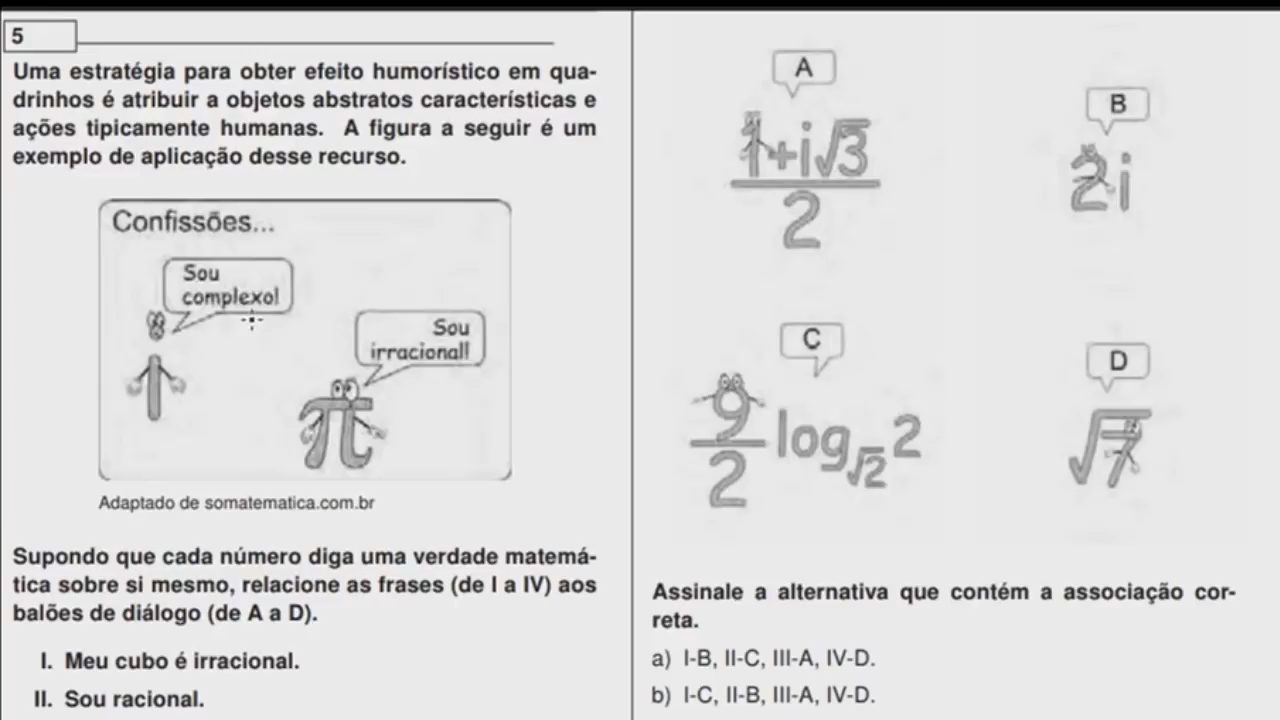 5
Uma estratégia para obter efeito humorístico em qua-
drinhos é atribuir a objetos abstratos características e
ações tipicamente humanas. A figura a seguir é um
exemplo de aplicação desse recurso.
Confissões...
Sou
complexo!
Sou
irracional!
i
π
Adaptado de somatematica.com.br
Supondo que cada número diga uma verdade matemá-
tica sobre si mesmo, relacione as frases (de I a IV) aos
balões de diálogo (de A a D).
I. Meu cubo é irracional.
II. Sou racional.
A
1+i√3
2
B
2i
C
9
2
log√2 2
D
√7
Assinale a alternativa que contém a associação cor-
reta.
a) I-B, II-C, III-A, IV-D.
b) I-C, II-B, III-A, IV-D.